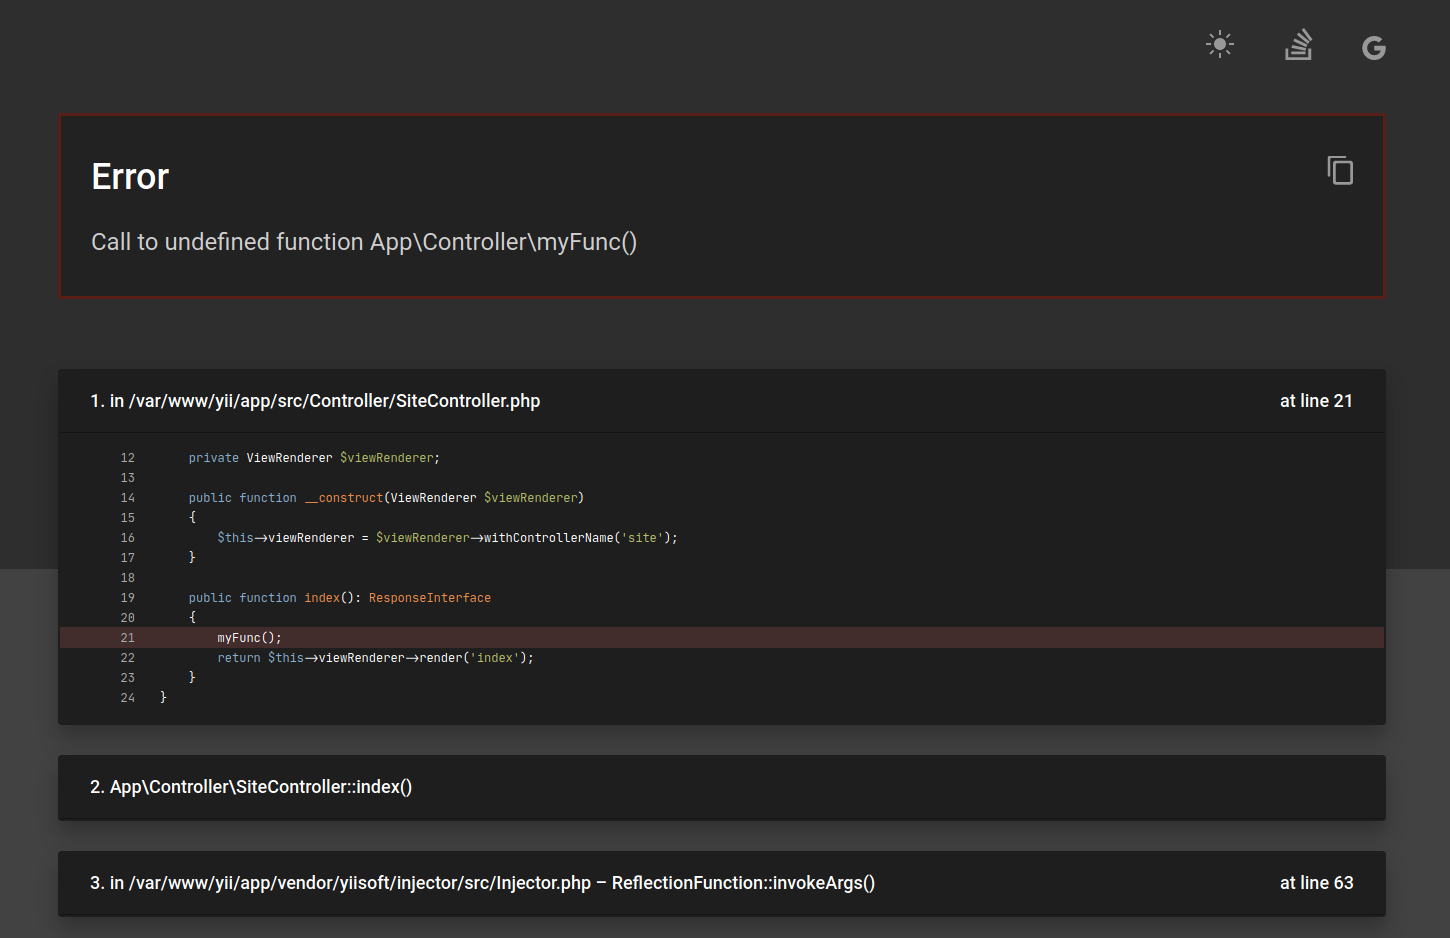 Error
Call to undefined function App\Controller\myFunc()
1. in /var/www/yii/app/src/Controller/SiteController.php at line 21
12 private ViewRenderer $viewRenderer;
13
14 public function __construct(ViewRenderer $viewRenderer)
15 {
16 $this->viewRenderer = $viewRenderer->withControllerName('site');
17 }
18
19 public function index(): ResponseInterface
20 {
21 myFunc();
22 return $this->viewRenderer->render('index');
23 }
24 }
2. App\Controller\SiteController::index()
3. in /var/www/yii/app/vendor/yiisoft/injector/src/Injector.php – ReflectionFunction::invokeArgs() at line 63